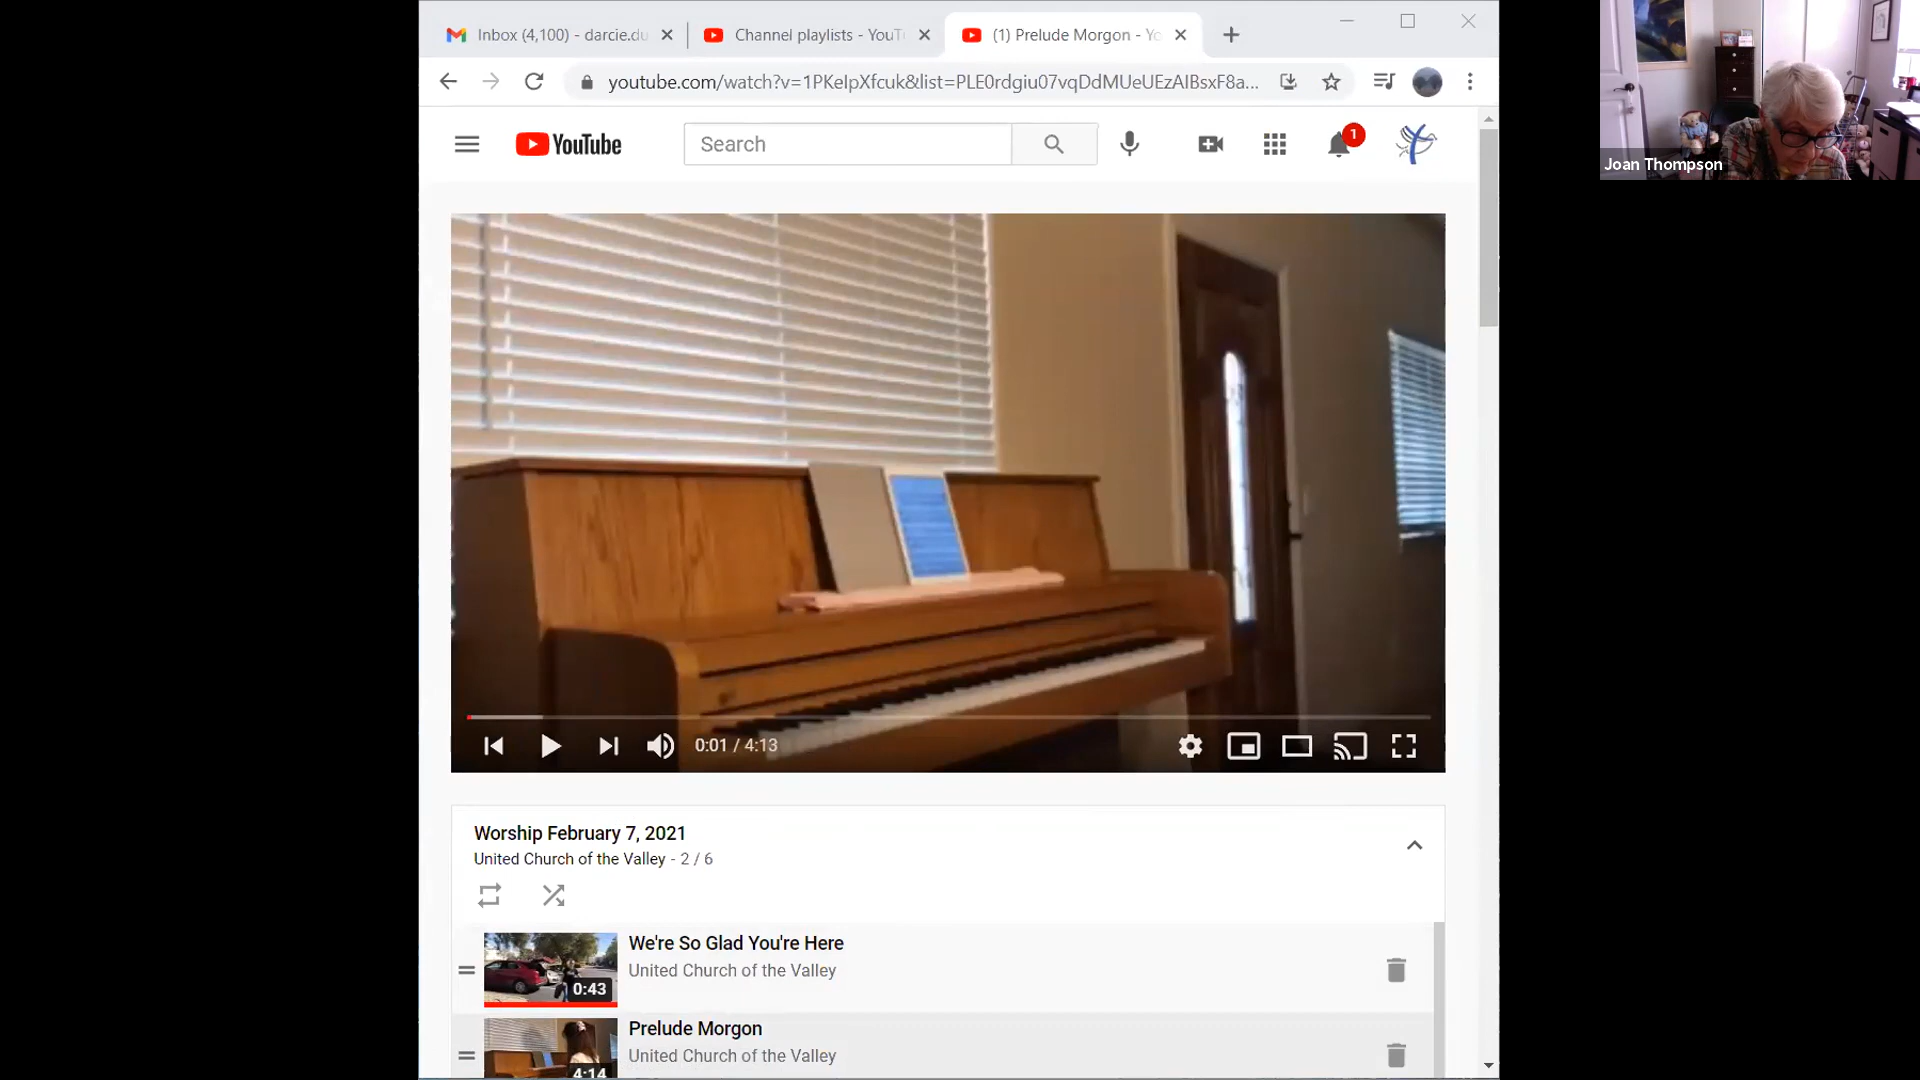 Inbox (4,100) - darcie.du
Channel playlists - YouT
(1) Prelude Morgon - Yo
youtube.com/watch?v=1PKeIpXfcuk&list=PLE0rdgiu07vqDdMUeUEzAIBsxF8a...
YouTube
Search
1
Joan Thompson
0:01 / 4:13
Worship February 7, 2021
United Church of the Valley - 2 / 6
We're So Glad You're Here
United Church of the Valley
0:43
Prelude Morgon
United Church of the Valley
4:14